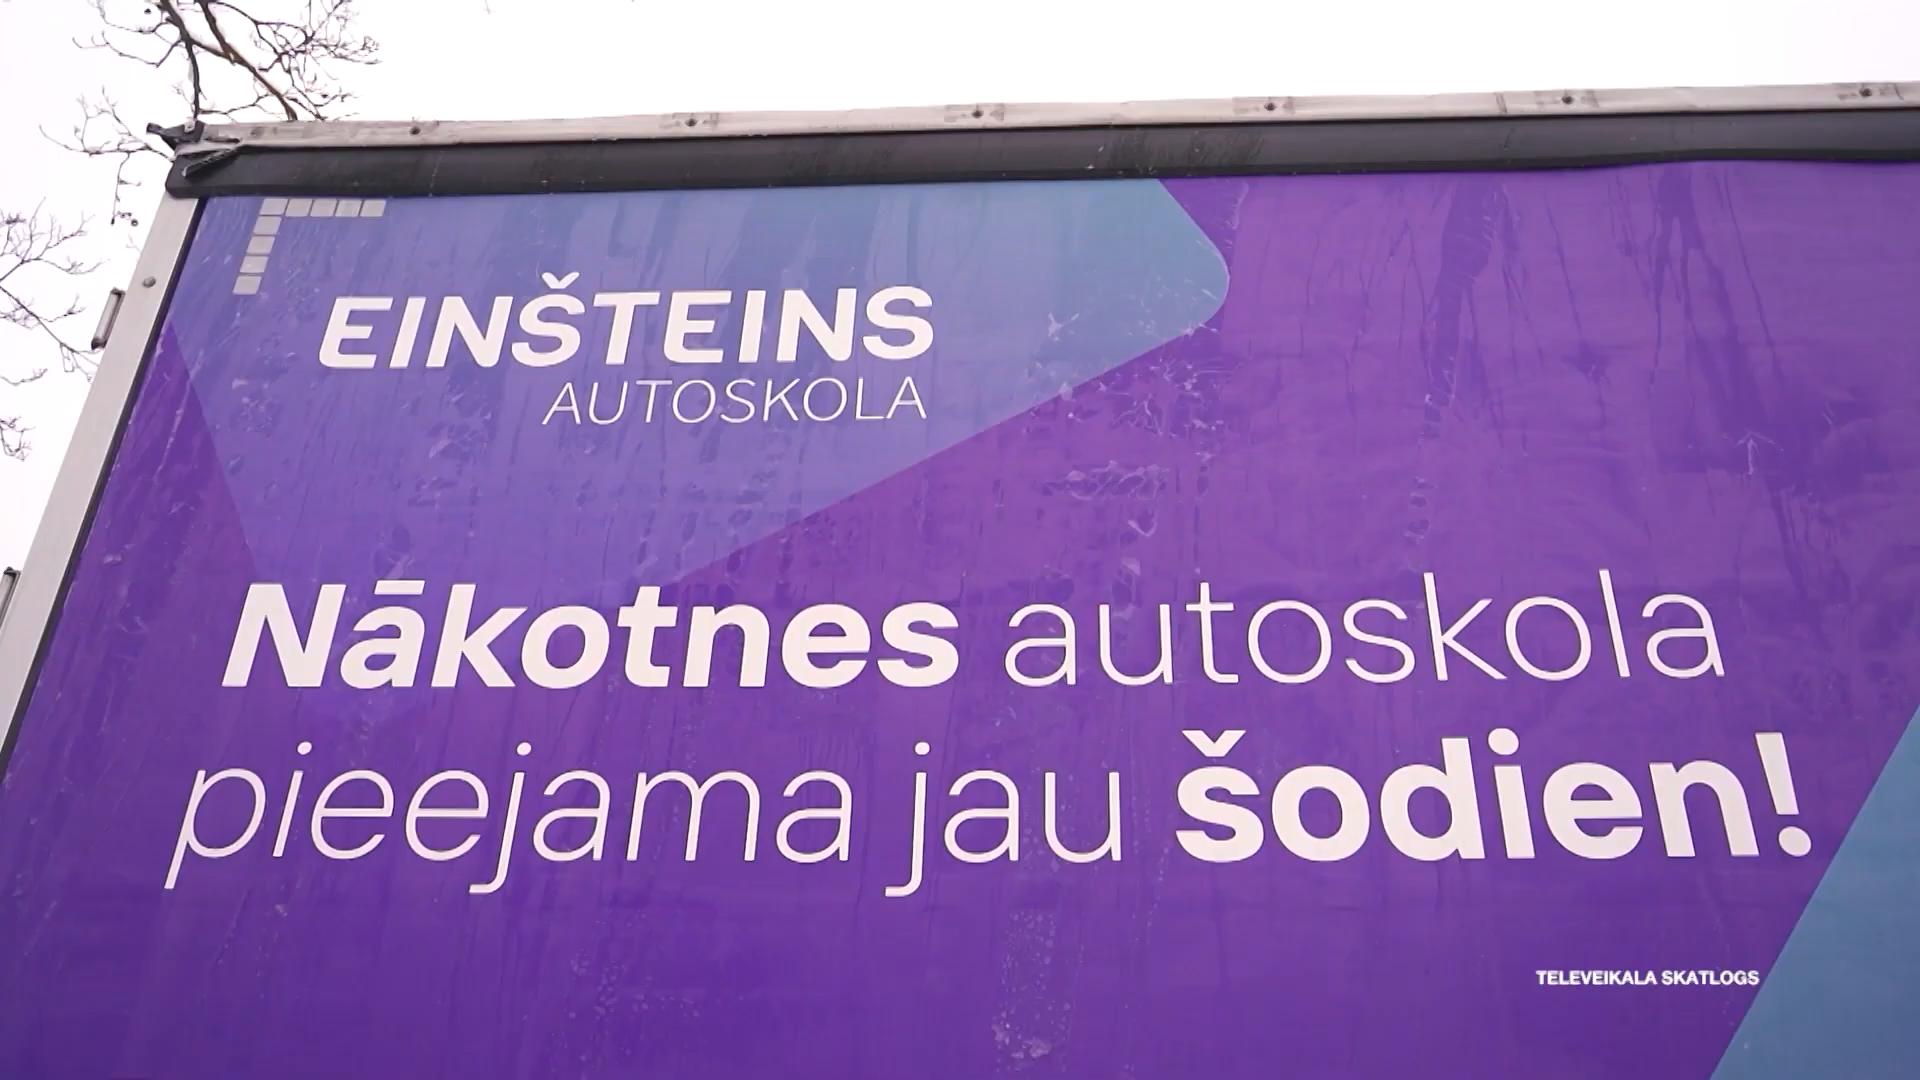 EINŠTEINS
AUTOSKOLA
Nākotnes autoskola
pieejama jau šodien!
TELEVEIKALA SKATLOGS